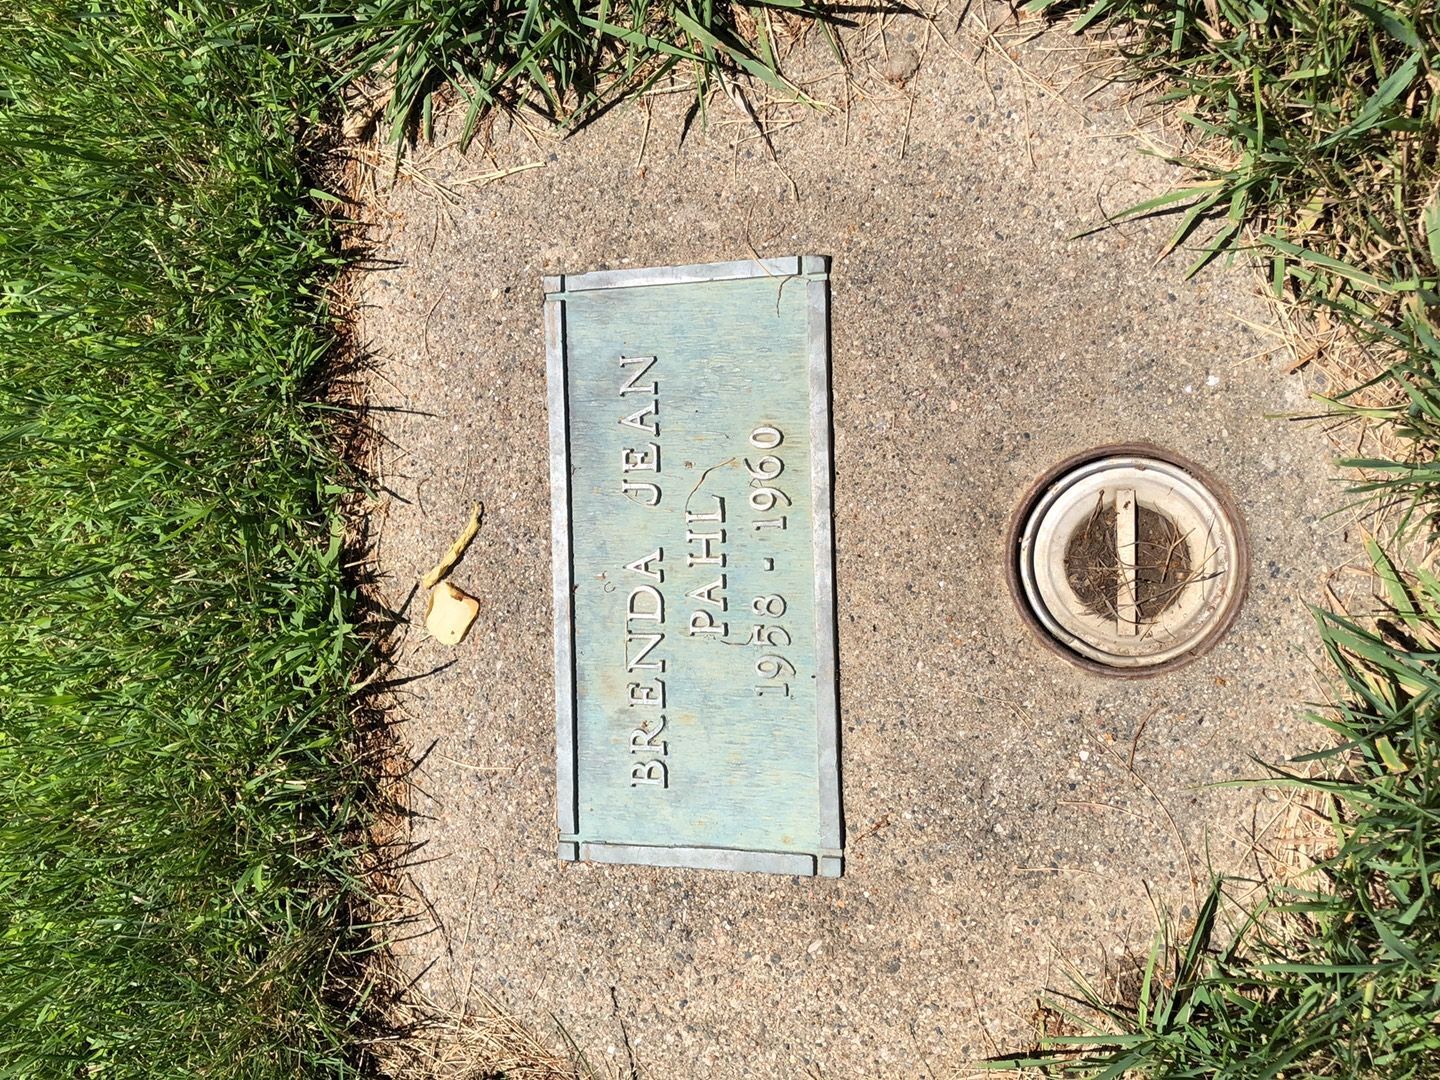 BRENDA JEAN
PAHL
1958 - 1960